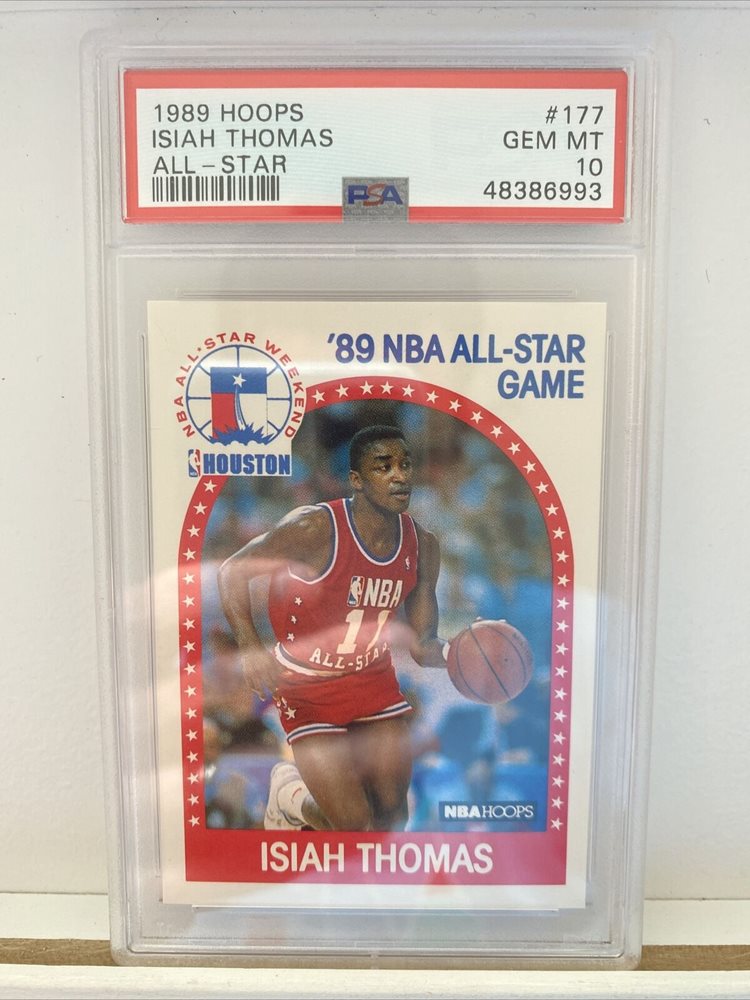 1989 HOOPS #177
ISIAH THOMAS GEM MT
ALL-STAR 10
PSA 48386993
NBA ALL★STAR WEEKEND
'89 NBA ALL-STAR
GAME
HOUSTON
NBA
11
ALL-STAR
NBA HOOPS
ISIAH THOMAS